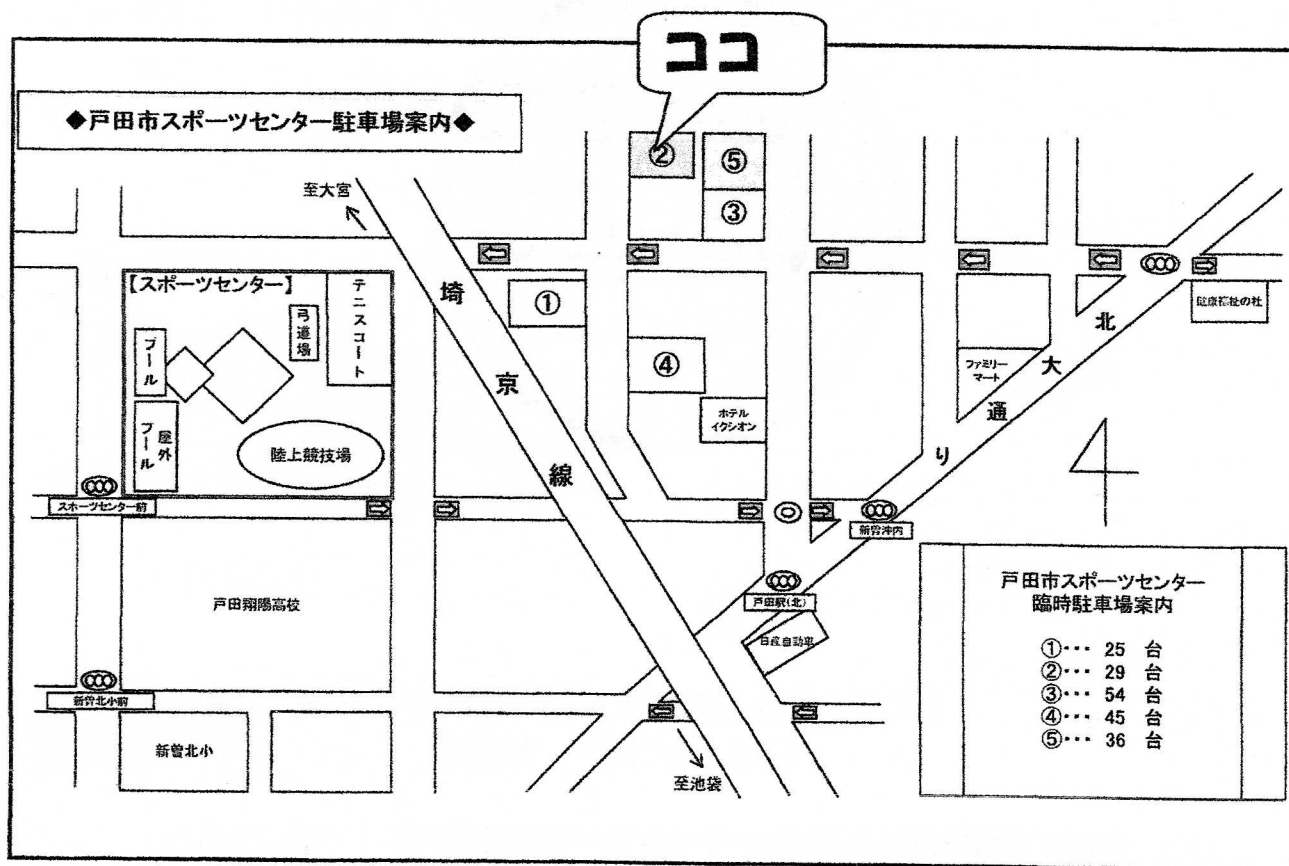 ココ
◆戸田市スポーツセンター駐車場案内◆
②
⑤
③
至大宮
【スポーツセンター】
テニスコート
弓道場
プール
屋外プール
陸上競技場
埼京線
①
④
ホテル
イクシオン
ファミリー
マート
北大通り
健康福祉の杜
スポーツセンター前
新曽沖内
戸田駅(北)
日産自動車
戸田翔陽高校
新曽北小前
新曽北小
至池袋
戸田市スポーツセンター
臨時駐車場案内
①・・・ 25 台
②・・・ 29 台
③・・・ 54 台
④・・・ 45 台
⑤・・・ 36 台